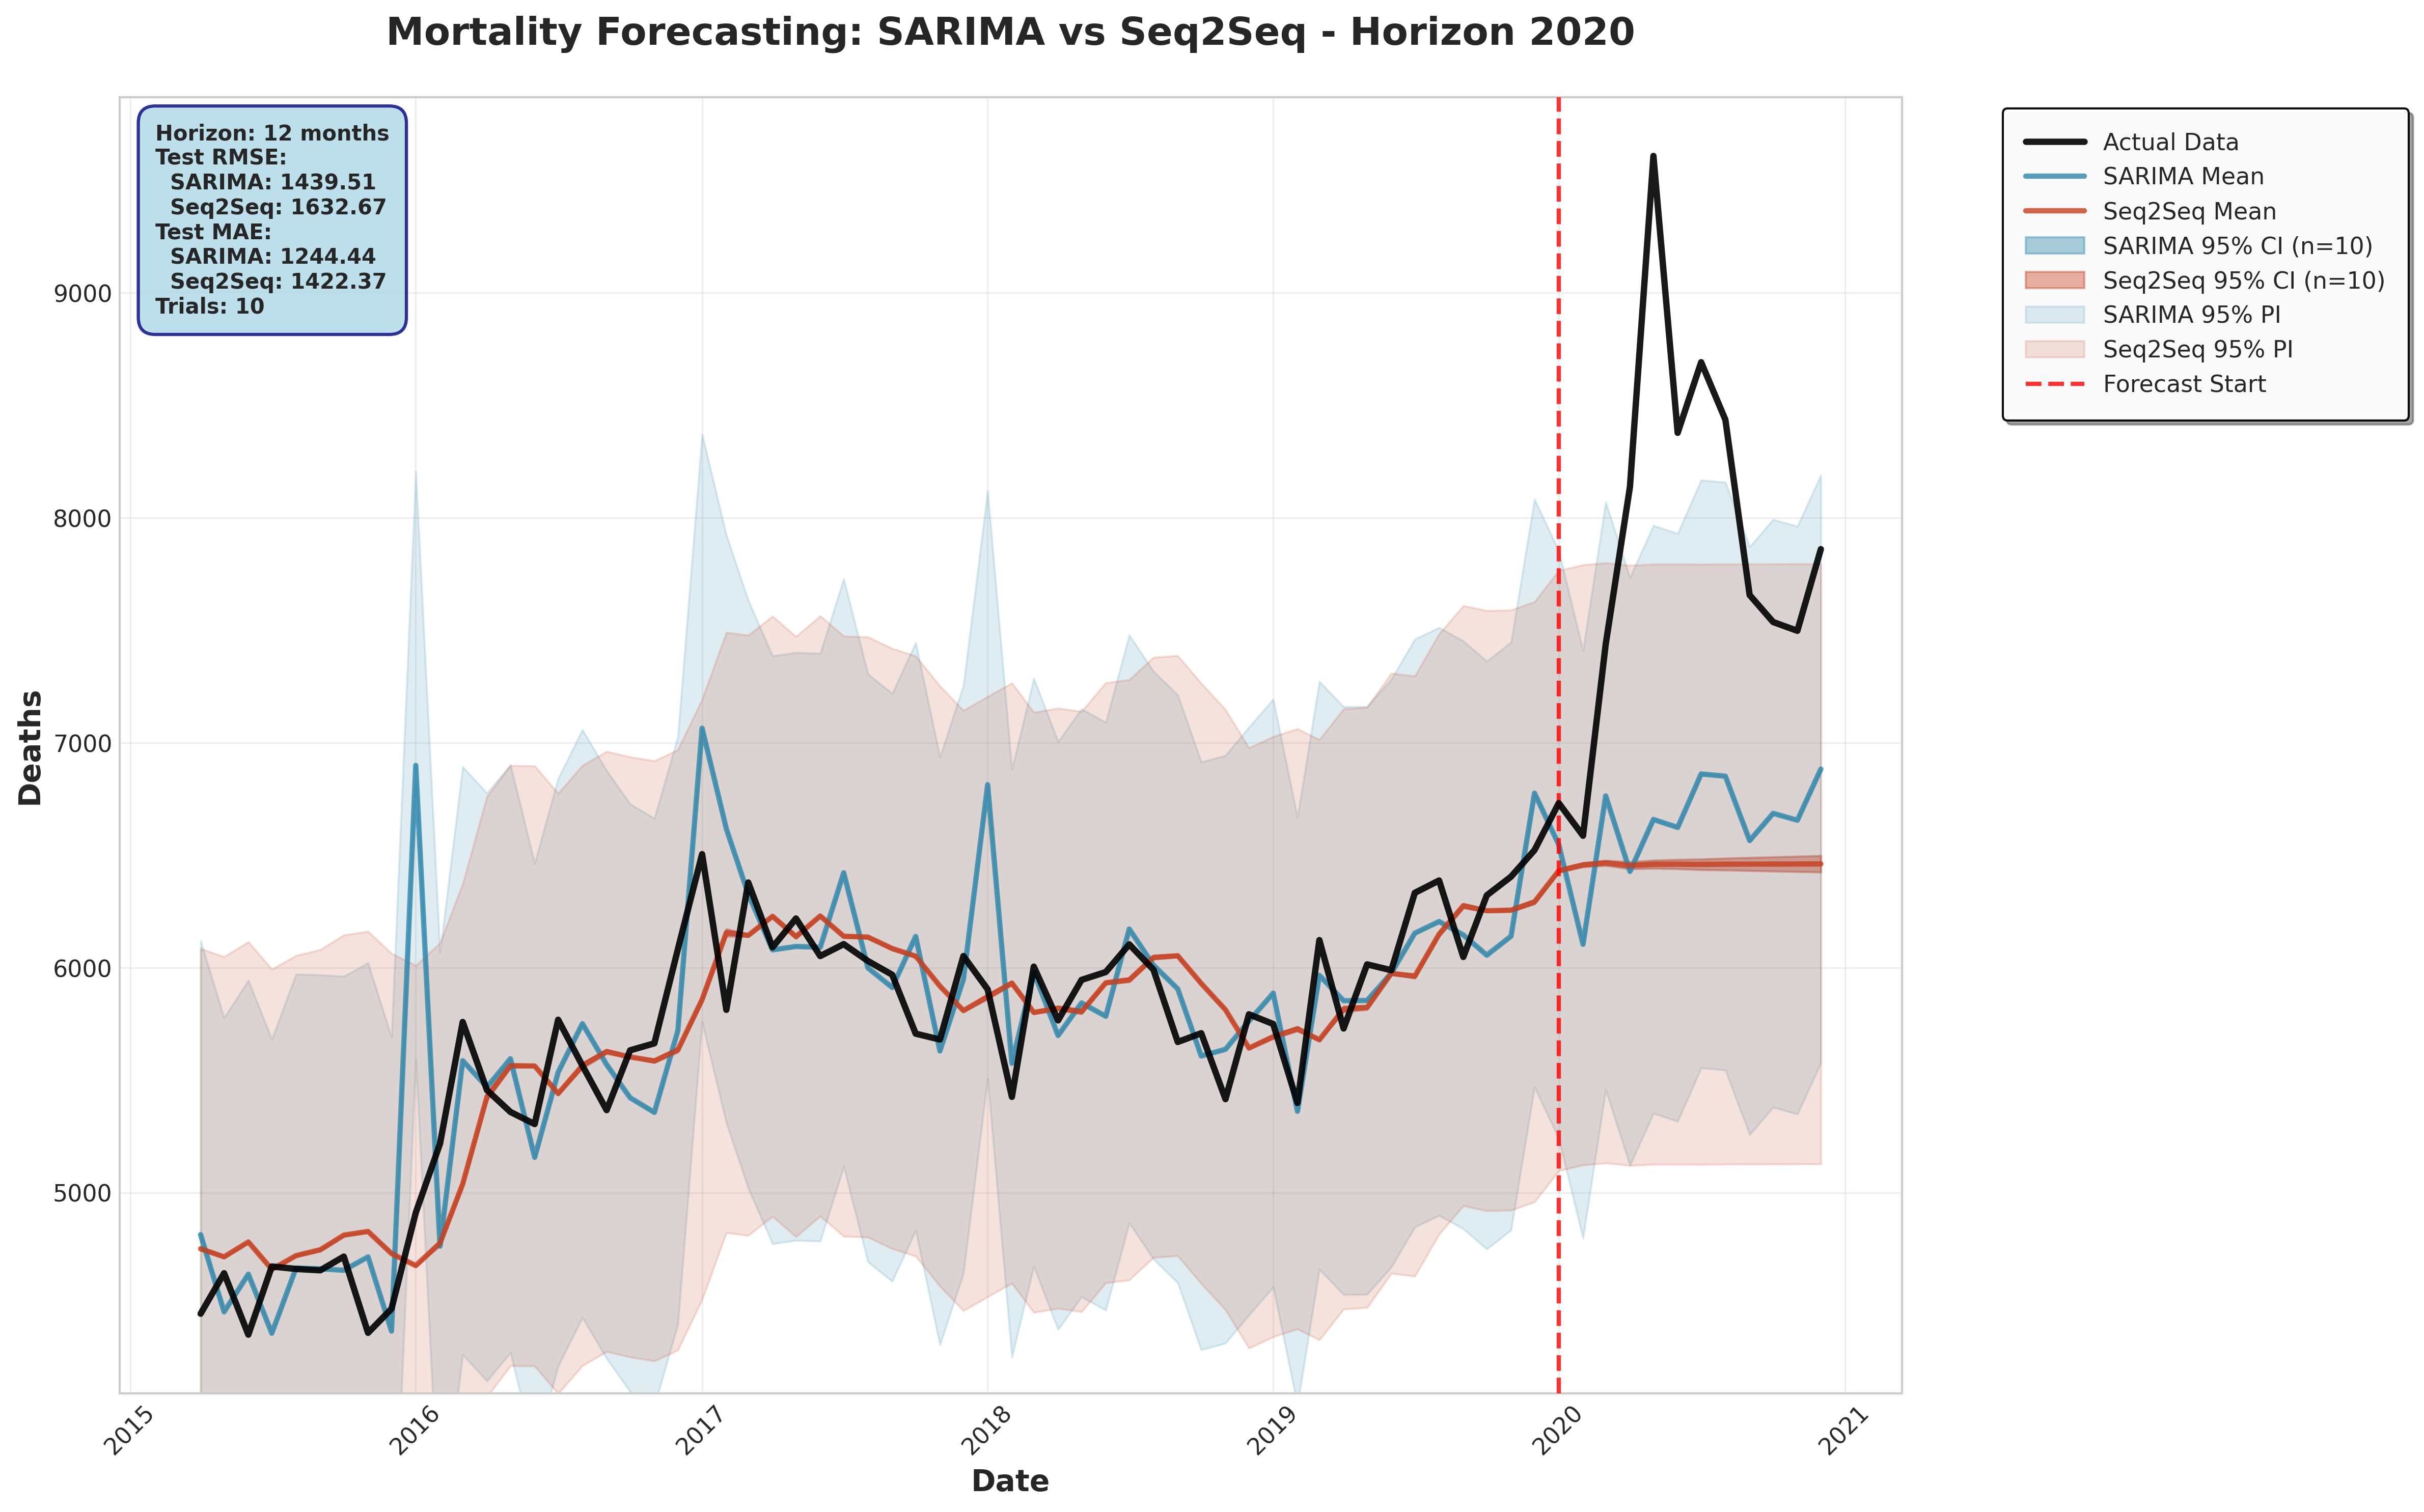 Mortality Forecasting: SARIMA vs Seq2Seq - Horizon 2020
Horizon: 12 months
Test RMSE:
SARIMA: 1439.51
Seq2Seq: 1632.67
Test MAE:
SARIMA: 1244.44
Seq2Seq: 1422.37
Trials: 10
Actual Data
SARIMA Mean
Seq2Seq Mean
SARIMA 95% CI (n=10)
Seq2Seq 95% CI (n=10)
SARIMA 95% PI
Seq2Seq 95% PI
Forecast Start
Deaths
9000
8000
7000
6000
5000
2015
2016
2017
2018
2019
2020
2021
Date